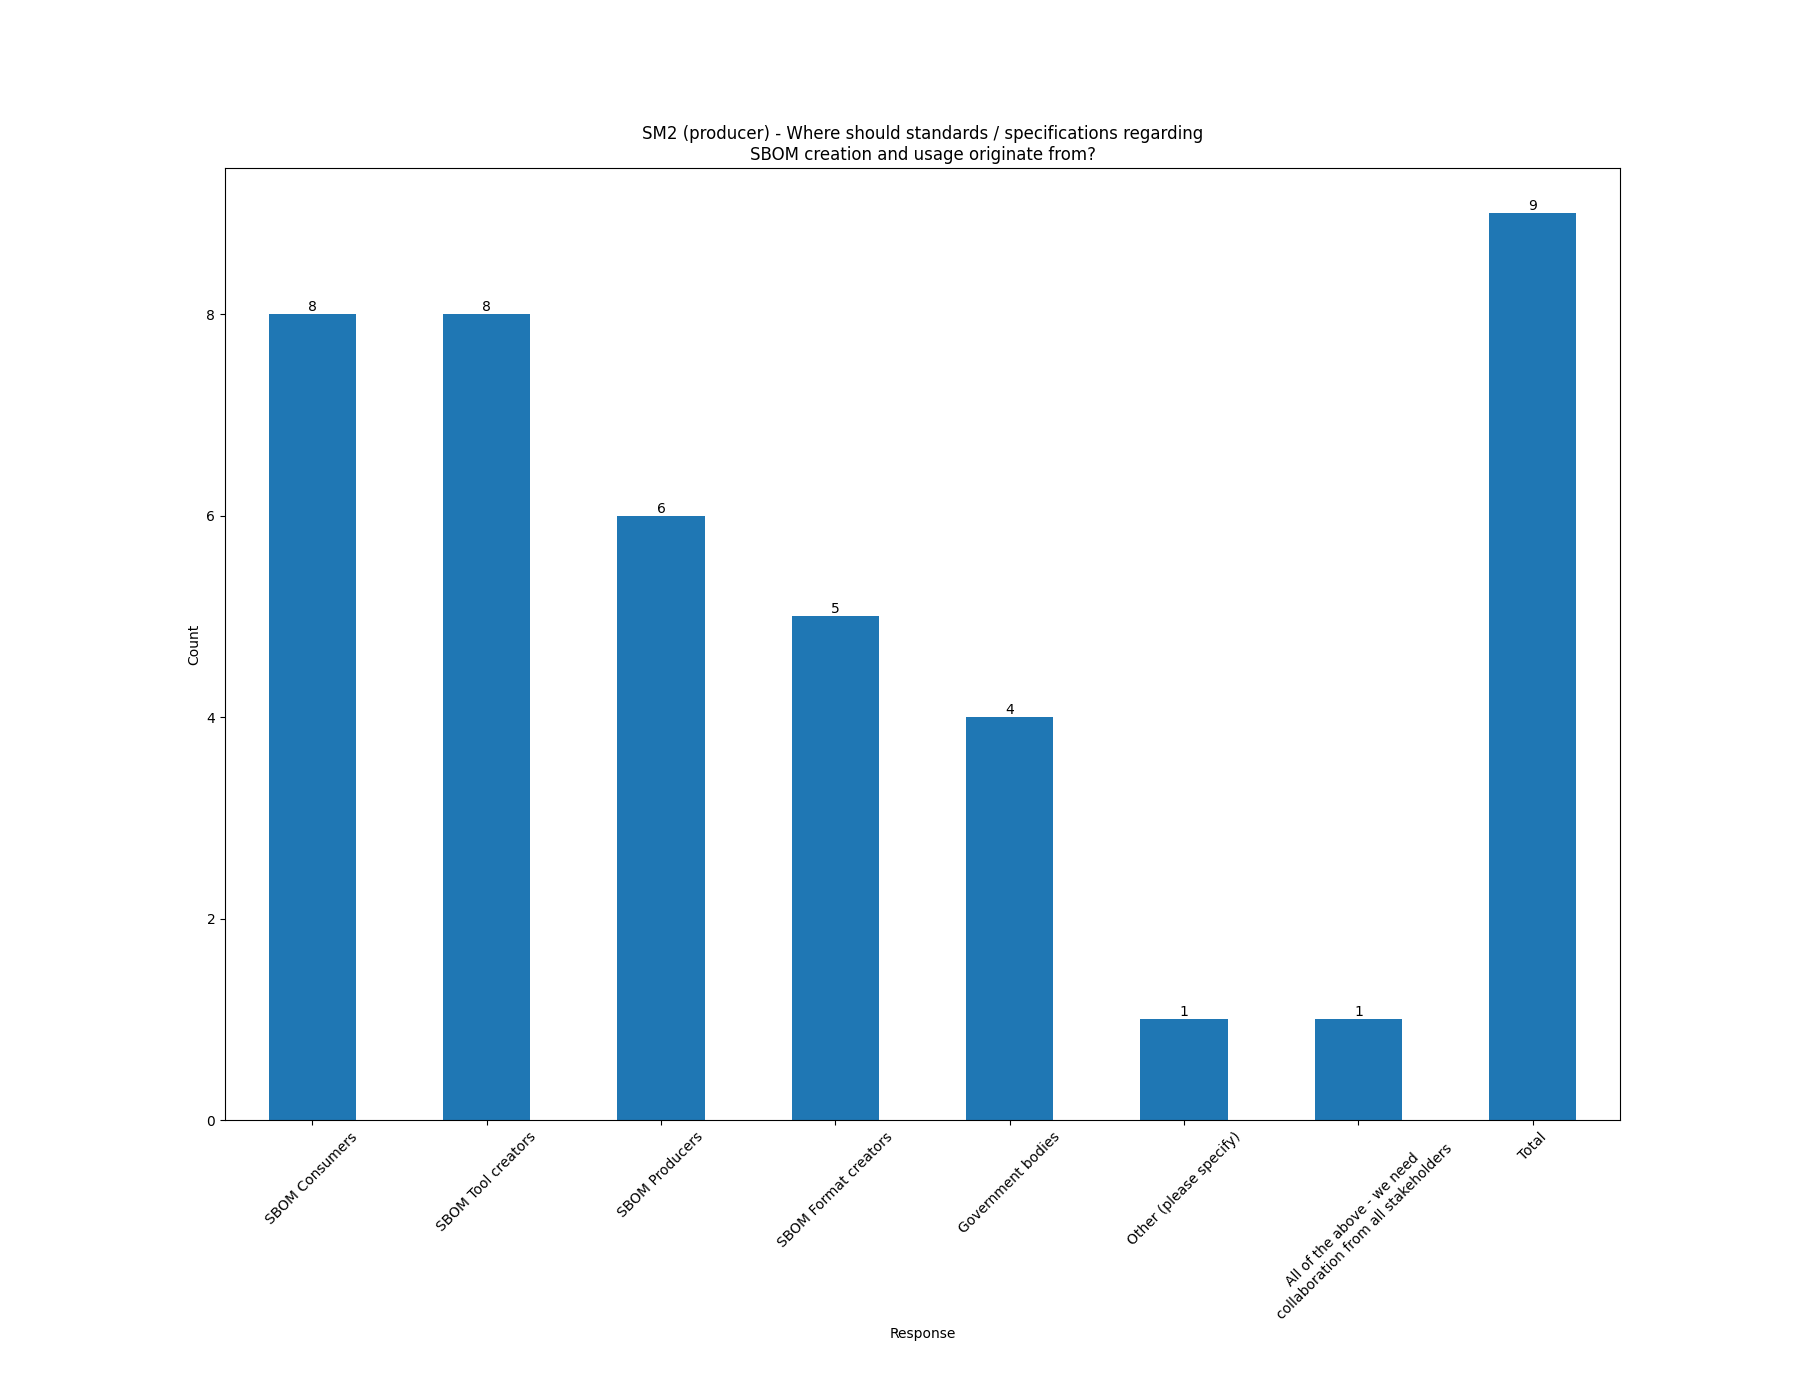 SM2 (producer) - Where should standards / specifications regarding
SBOM creation and usage originate from?
9
8
8
6
5
4
1
1
8
6
4
2
0
Count
SBOM Consumers
SBOM Tool creators
SBOM Producers
SBOM Format creators
Government bodies
Other (please specify)
All of the above - we need
collaboration from all stakeholders
Total
Response